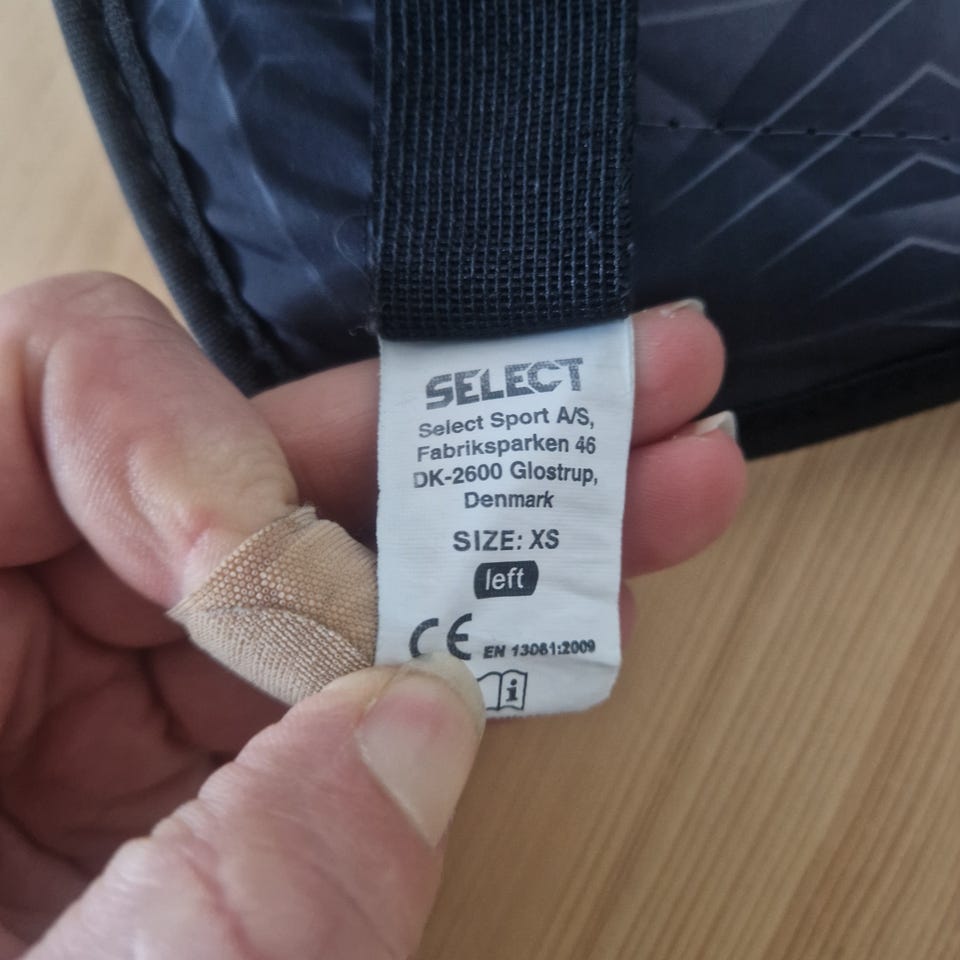 SELECT
Select Sport A/S,
Fabriksparken 46
DK-2600 Glostrup,
Denmark
SIZE: XS
left
CE EN 13061:2009
i